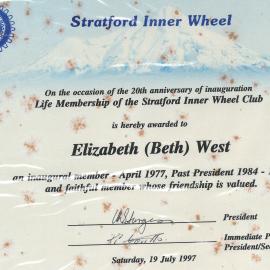 Stratford Inner Wheel
On the occasion of the 20th anniversary of inauguration
Life Membership of the Stratford Inner Wheel Club
is hereby awarded to
Elizabeth (Beth) West
an inaugural member - April 1977, Past President 1984 -
and faithful member whose friendship is valued.
President
Immediate P
President/Sec
Saturday, 19 July 1997